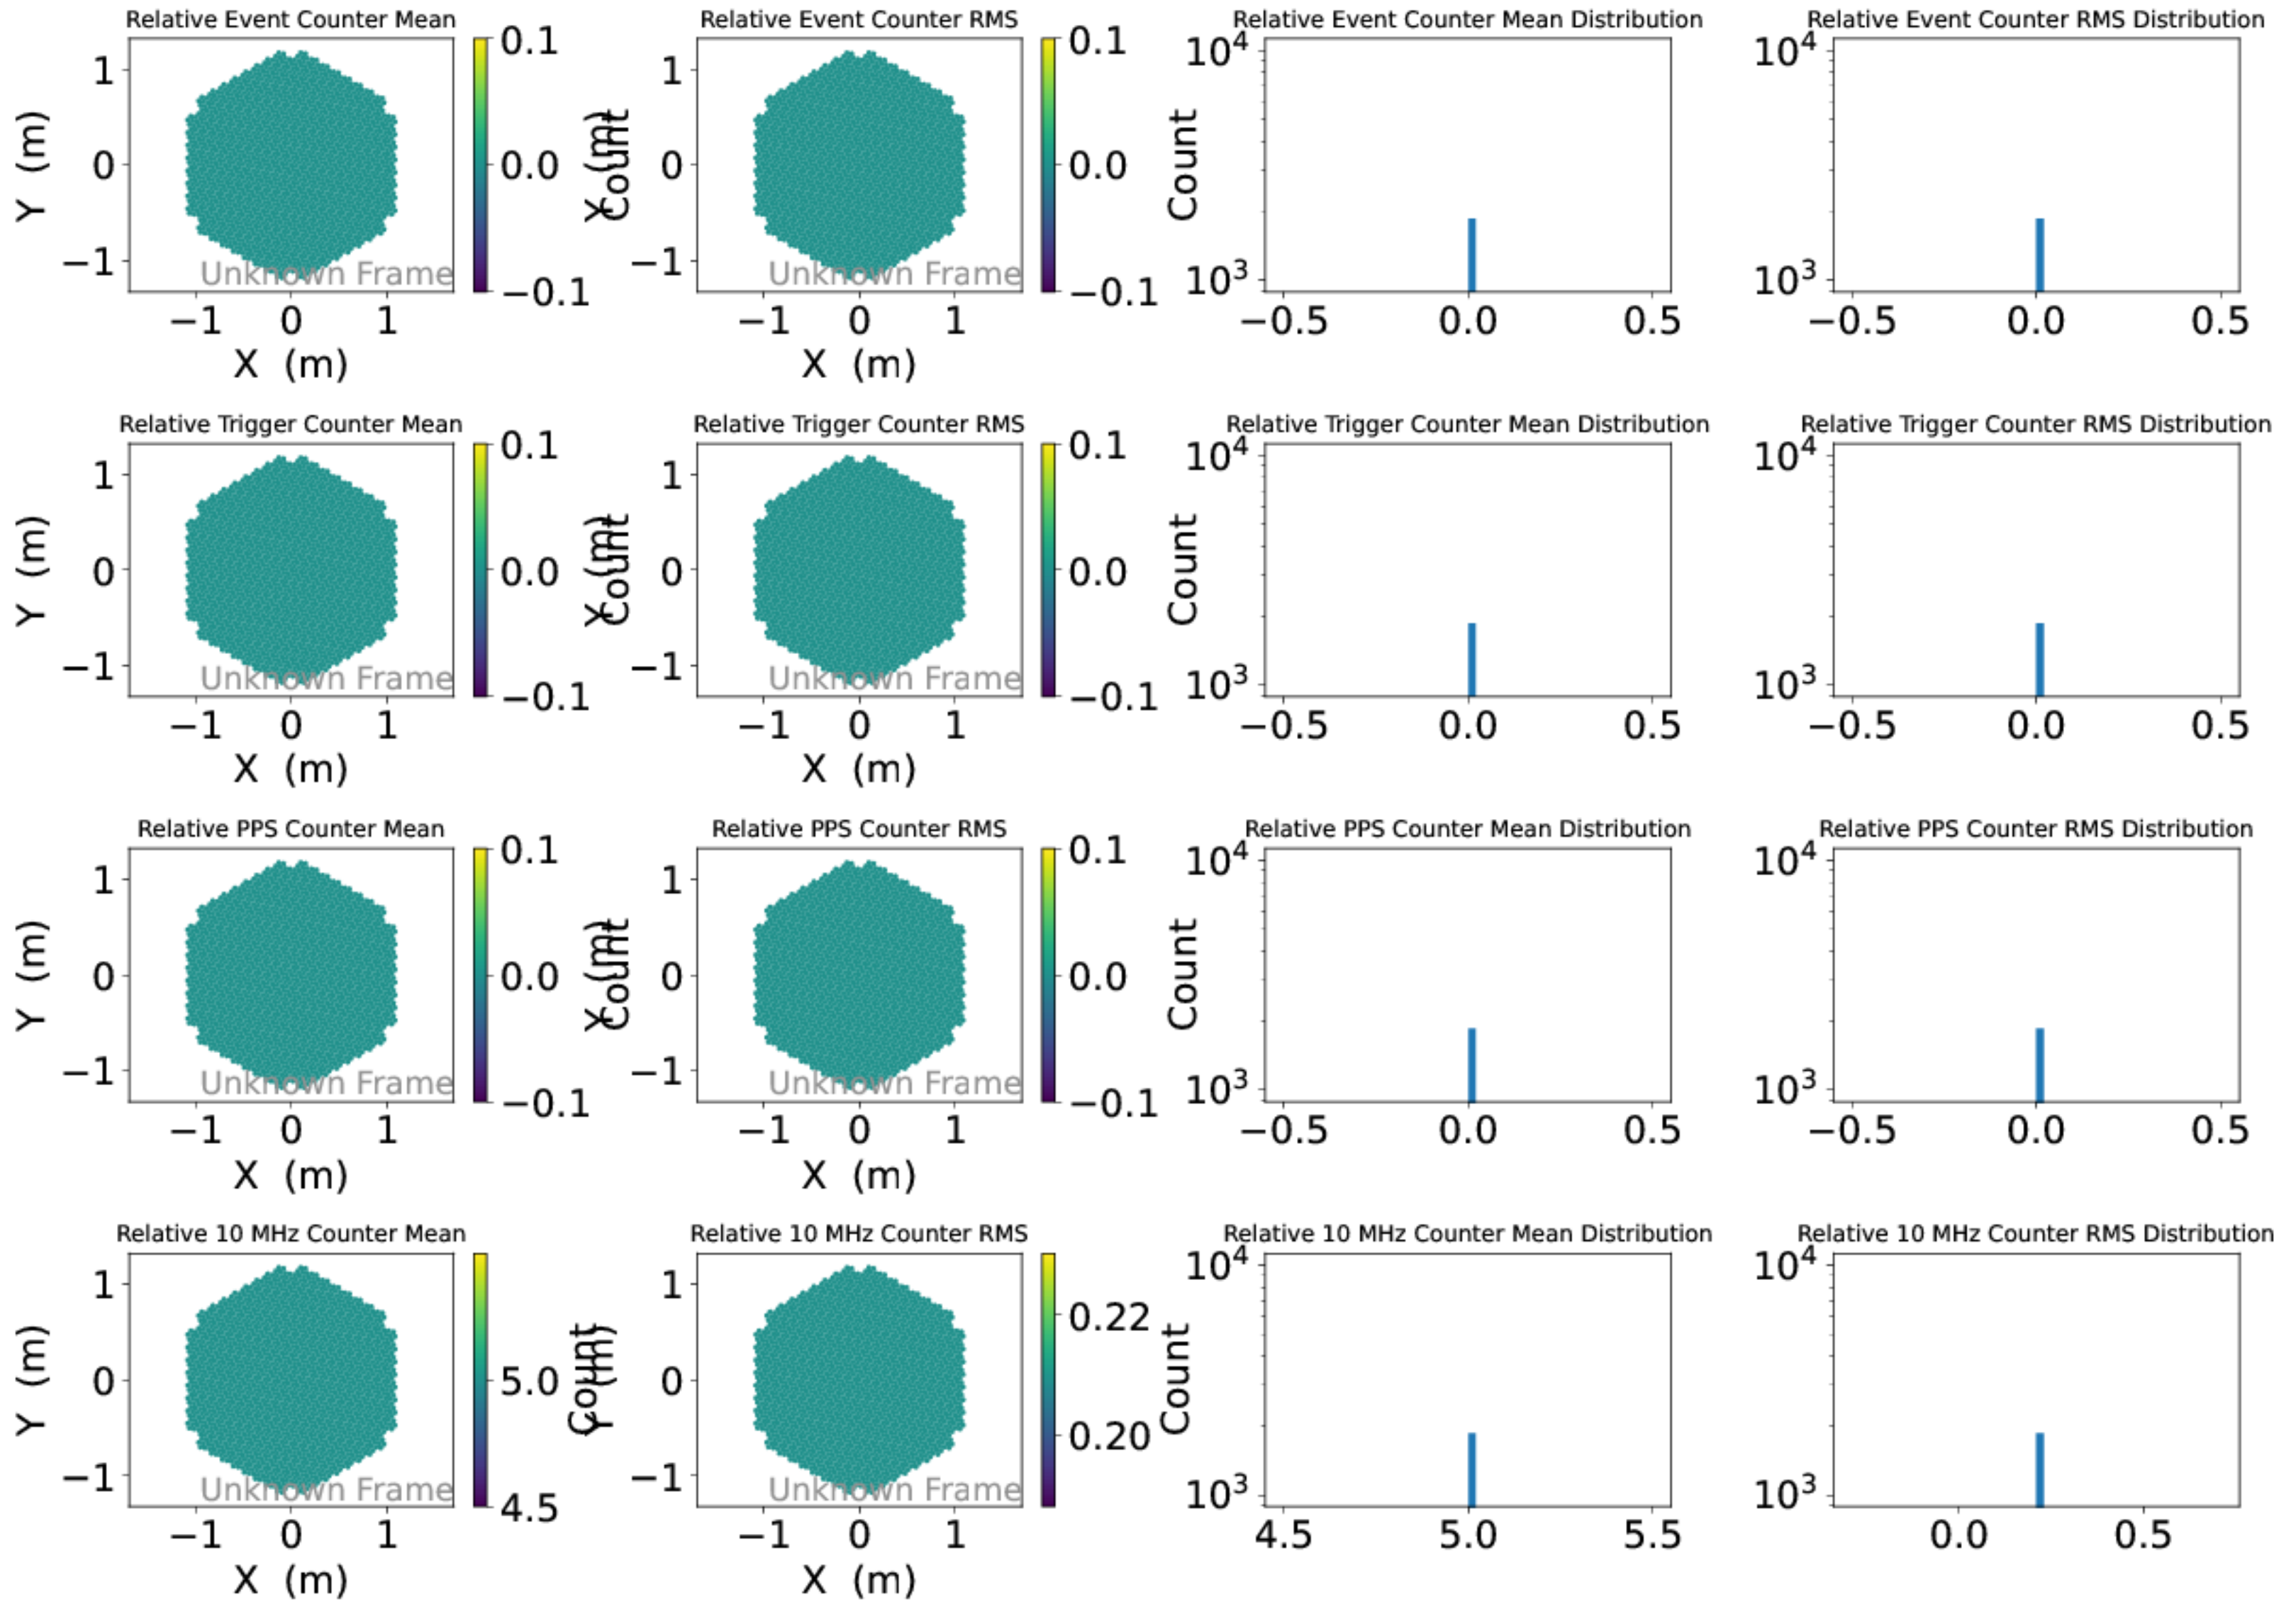 Relative Event Counter Mean
Relative Event Counter RMS
Relative Event Counter Mean Distribution
Relative Event Counter RMS Distribution
Y (m)
1
0
−1
−1 0 1
X (m)
Unknown Frame
0.1
0.0
−0.1
Count
Y (m)
1
0
−1
−1 0 1
X (m)
Unknown Frame
0.1
0.0
−0.1
Count
10⁴
10³
−0.5 0.0 0.5
10⁴
10³
−0.5 0.0 0.5
Relative Trigger Counter Mean
Relative Trigger Counter RMS
Relative Trigger Counter Mean Distribution
Relative Trigger Counter RMS Distribution
Y (m)
1
0
−1
−1 0 1
X (m)
Unknown Frame
0.1
0.0
−0.1
Count
Y (m)
1
0
−1
−1 0 1
X (m)
Unknown Frame
0.1
0.0
−0.1
Count
10⁴
10³
−0.5 0.0 0.5
10⁴
10³
−0.5 0.0 0.5
Relative PPS Counter Mean
Relative PPS Counter RMS
Relative PPS Counter Mean Distribution
Relative PPS Counter RMS Distribution
Y (m)
1
0
−1
−1 0 1
X (m)
Unknown Frame
0.1
0.0
−0.1
Count
Y (m)
1
0
−1
−1 0 1
X (m)
Unknown Frame
0.1
0.0
−0.1
Count
10⁴
10³
−0.5 0.0 0.5
10⁴
10³
−0.5 0.0 0.5
Relative 10 MHz Counter Mean
Relative 10 MHz Counter RMS
Relative 10 MHz Counter Mean Distribution
Relative 10 MHz Counter RMS Distribution
Y (m)
1
0
−1
−1 0 1
X (m)
Unknown Frame
5.0
4.5
Count
Y (m)
1
0
−1
−1 0 1
X (m)
Unknown Frame
0.22
0.20
Count
10⁴
10³
4.5 5.0 5.5
10⁴
10³
0.0 0.5